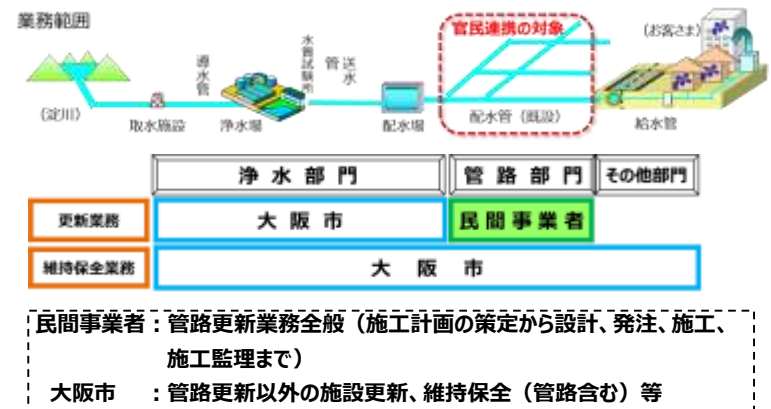 業務範囲
官民連携の対象
(お客さま)
導水管
水質試験所
送水管
(淀川)
取水施設
浄水場
配水場
配水管（既設）
給水管
浄水部門
管路部門
その他部門
更新業務
大阪市
民間事業者
維持保全業務
大阪市
民間事業者：管路更新業務全般（施工計画の策定から設計、発注、施工、
施工監理まで）
大阪市　：管路更新以外の施設更新、維持保全（管路含む）等